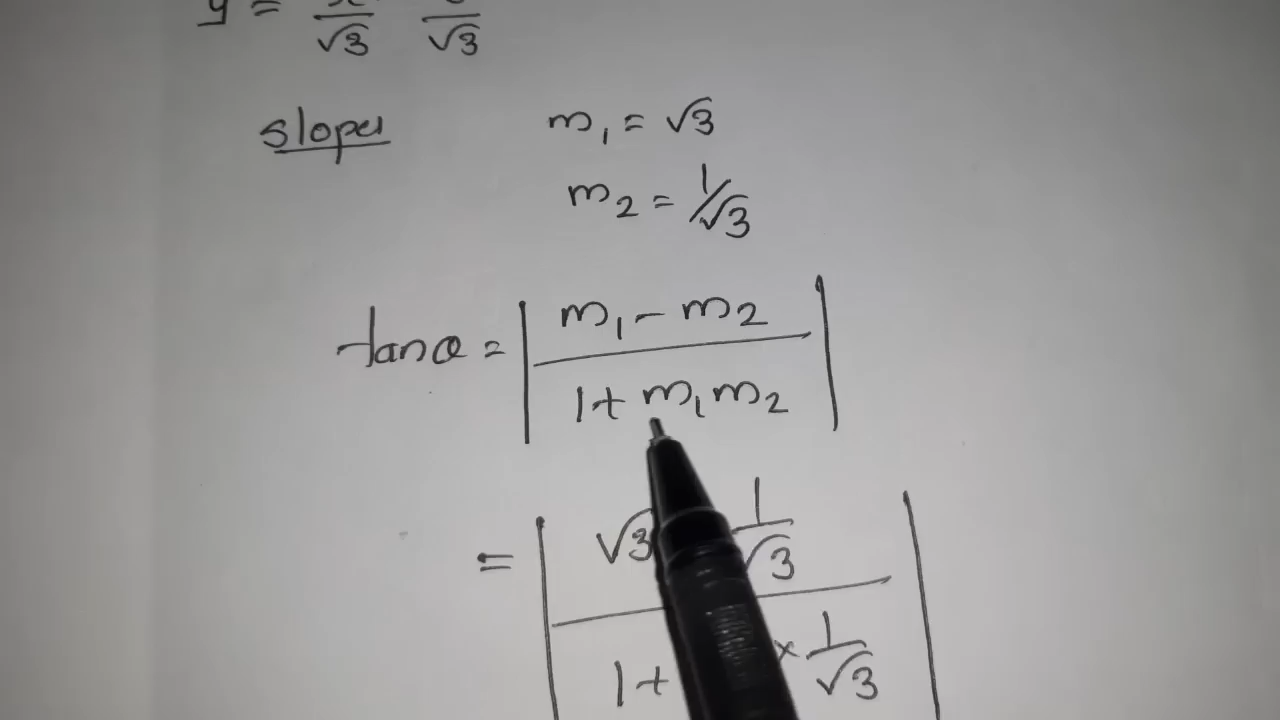 y = x/√3 /√3
slopes m₁ = √3
m₂ = 1/√3
tanθ = | (m₁ - m₂) / (1 + m₁m₂) |
= | √3 1/√3 / 1 + × 1/√3 |